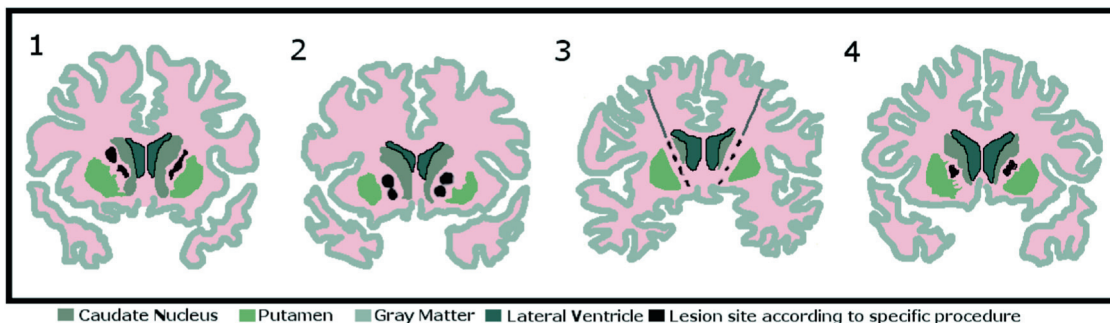 1 2 3 4
Caudate Nucleus Putamen Gray Matter Lateral Ventricle Lesion site according to specific procedure